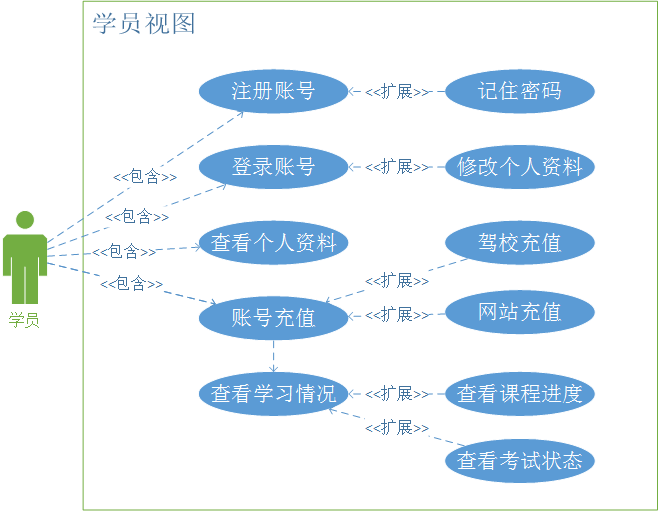 学员视图
注册账号
<<扩展>>
记住密码
<<包含>>
登录账号
<<扩展>>
修改个人资料
<<包含>>
查看个人资料
<<包含>>
驾校充值
<<扩展>>
<<包含>>
账号充值
<<扩展>>
网站充值
学员
查看学习情况
<<扩展>>
查看课程进度
<<扩展>>
查看考试状态